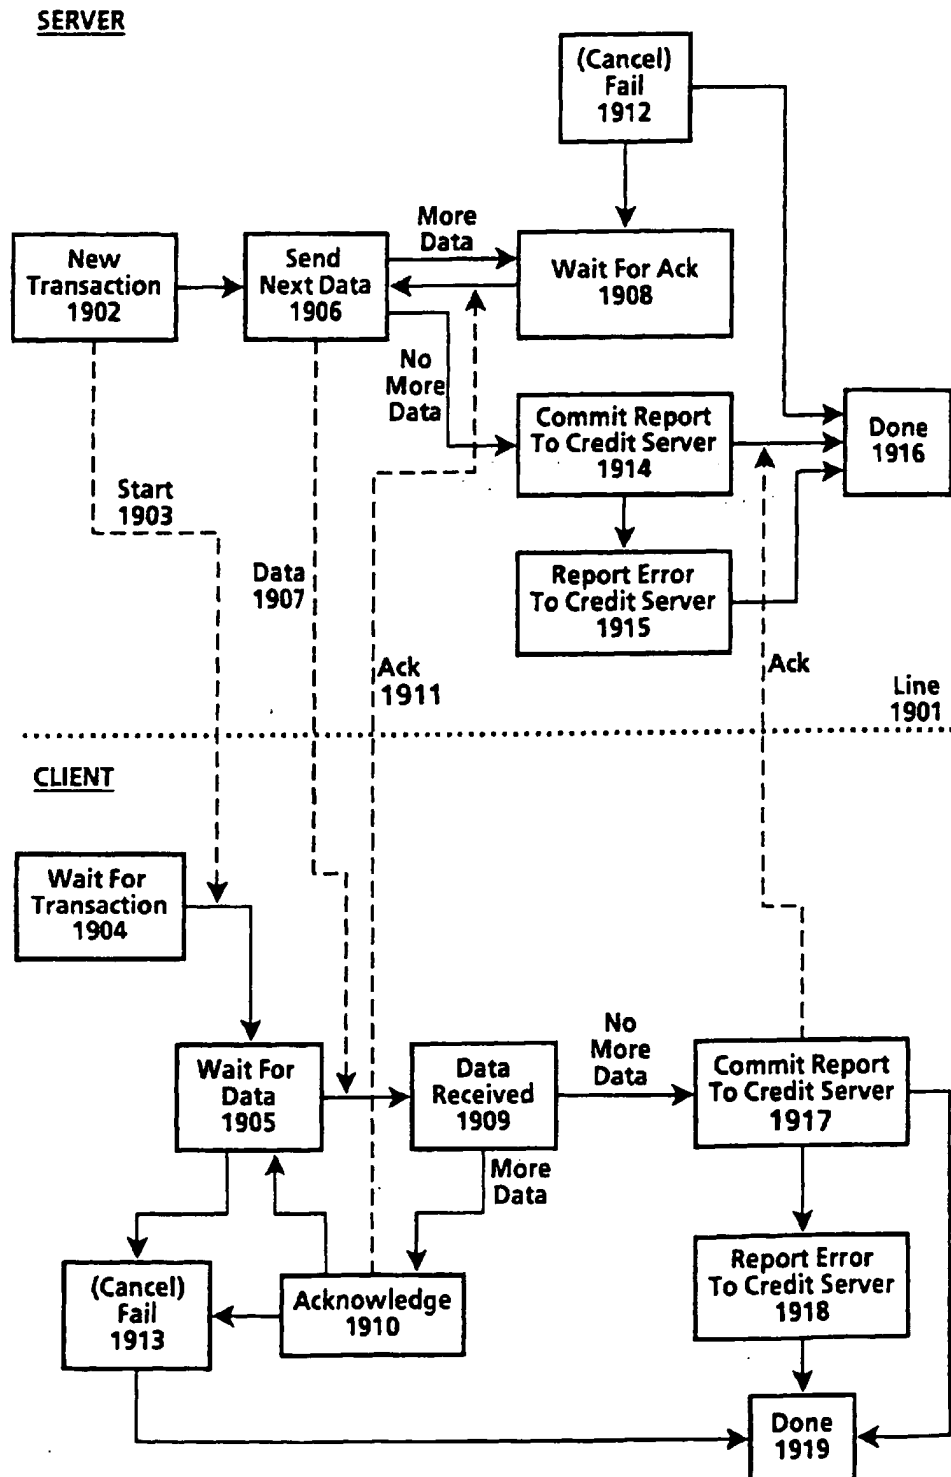 SERVER
(Cancel)
Fail
1912
More
Data
New
Transaction
1902
Send
Next Data
1906
Wait For Ack
1908
No
More
Data
Commit Report
To Credit Server
1914
Done
1916
Start
1903
Data
1907
Report Error
To Credit Server
1915
Ack
1911
Ack
Line
1901
CLIENT
Wait For
Transaction
1904
Wait For
Data
1905
Data
Received
1909
No
More
Data
Commit Report
To Credit Server
1917
More
Data
(Cancel)
Fail
1913
Acknowledge
1910
Report Error
To Credit Server
1918
Done
1919